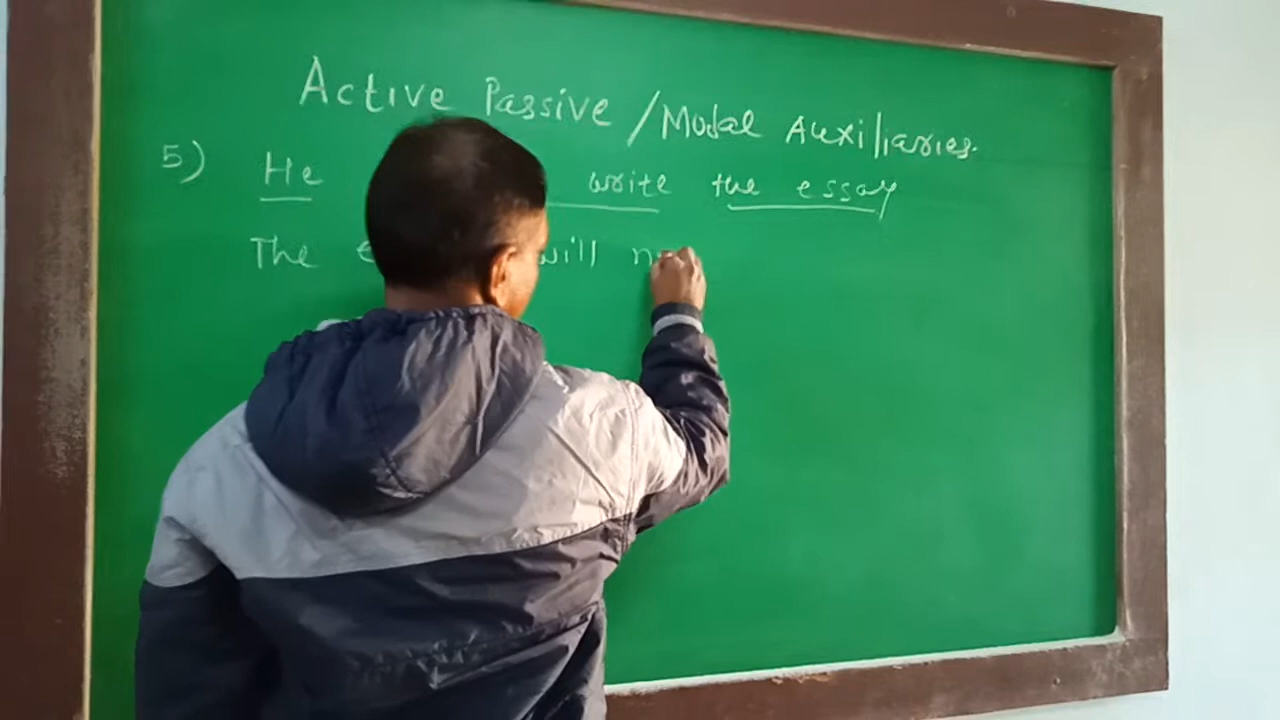 Active Passive / Modal Auxiliaries.
5) He write the essay
The will